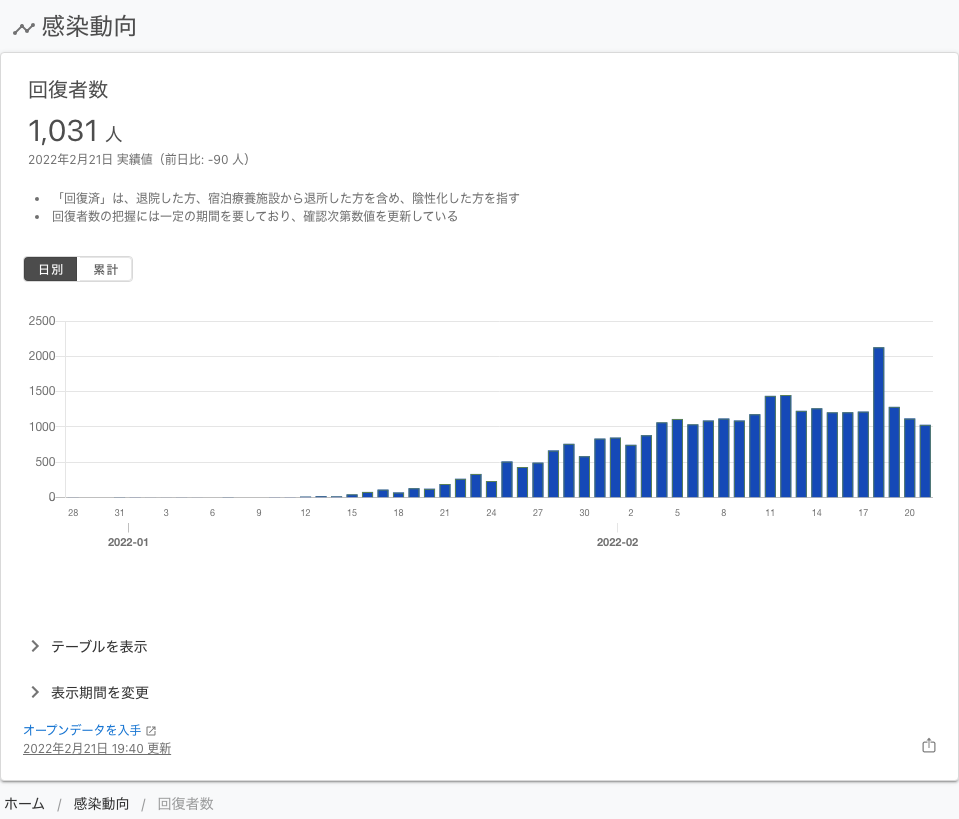 感染動向
回復者数
1,031 人
2022年2月21日 実績値（前日比: -90 人）
「回復済」は、退院した方、宿泊療養施設から退所した方を含め、陰性化した方を指す
回復者数の把握には一定の期間を要しており、確認次第数値を更新している
日別 累計
2500
2000
1500
1000
500
0
28 31 3 6 9 12 15 18 21 24 27 30 2 5 8 11 14 17 20
2022-01 2022-02
テーブルを表示
表示期間を変更
オープンデータを入手
2022年2月21日 19:40 更新
ホーム / 感染動向 / 回復者数